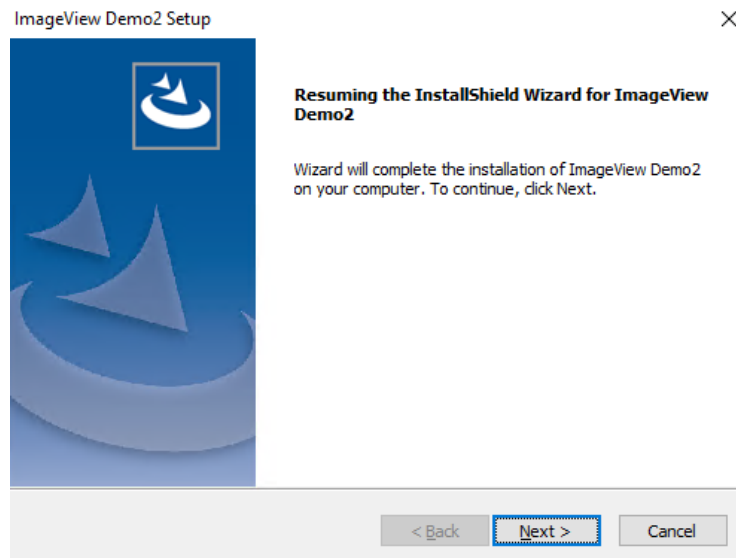 ImageView Demo2 Setup
Resuming the InstallShield Wizard for ImageView
Demo2
Wizard will complete the installation of ImageView Demo2
on your computer. To continue, click Next.
< Back
Next >
Cancel